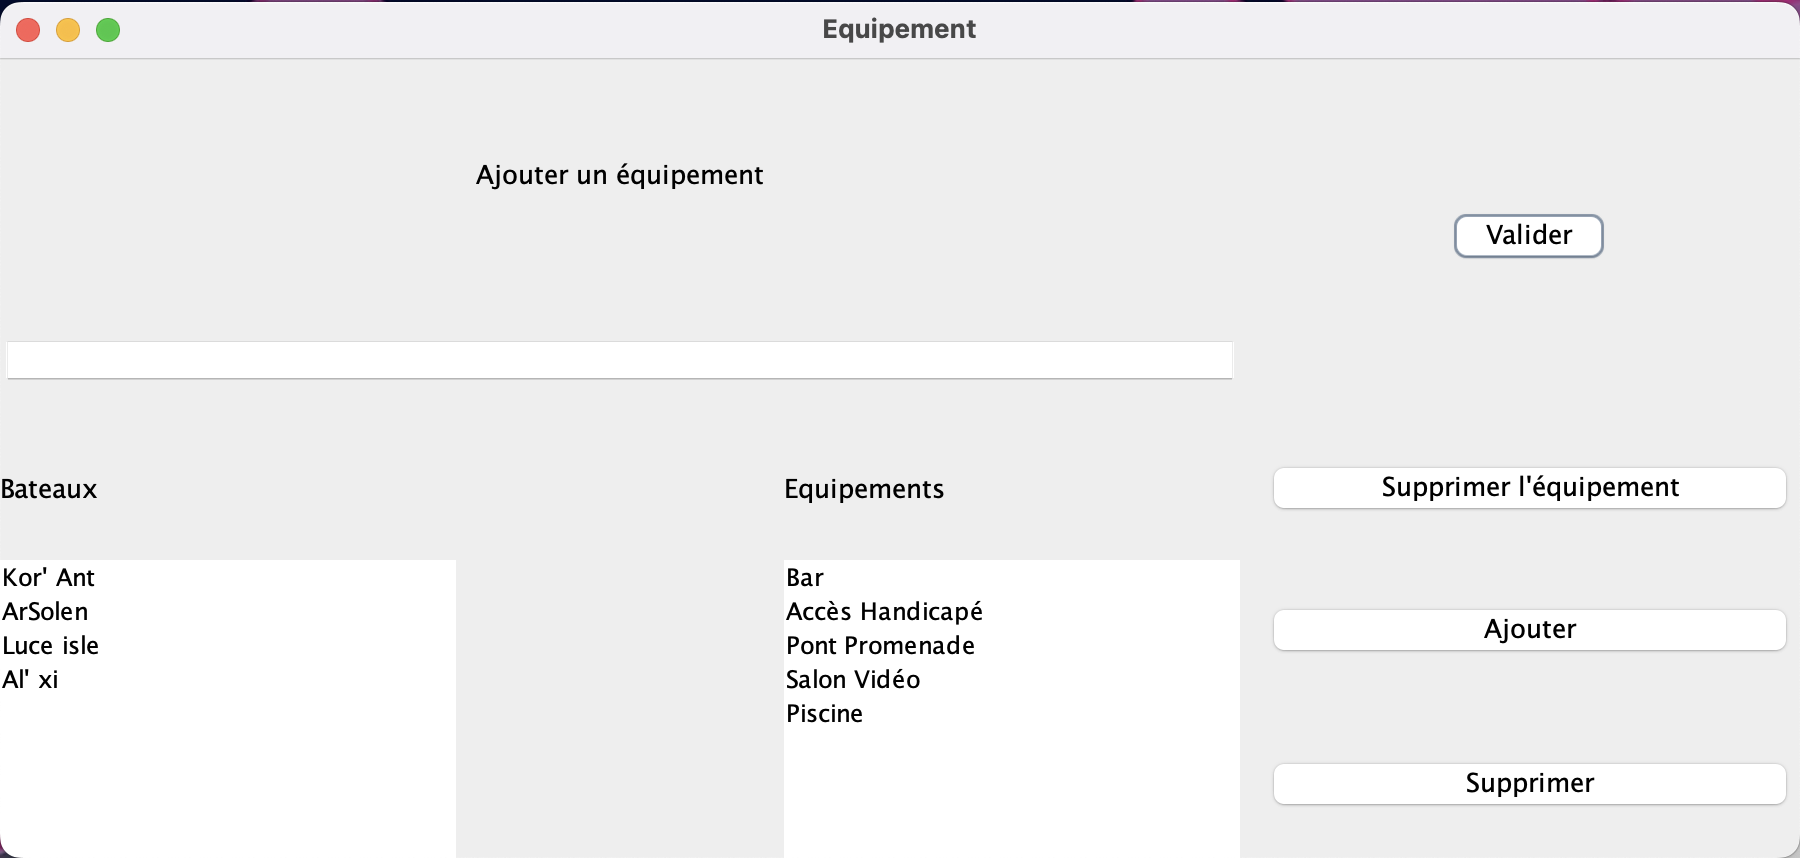 Equipement
Ajouter un équipement
Valider
Bateaux
Equipements
Supprimer l'équipement
Kor' Ant
ArSolen
Luce isle
Al' xi
Bar
Accès Handicapé
Pont Promenade
Salon Vidéo
Piscine
Ajouter
Supprimer